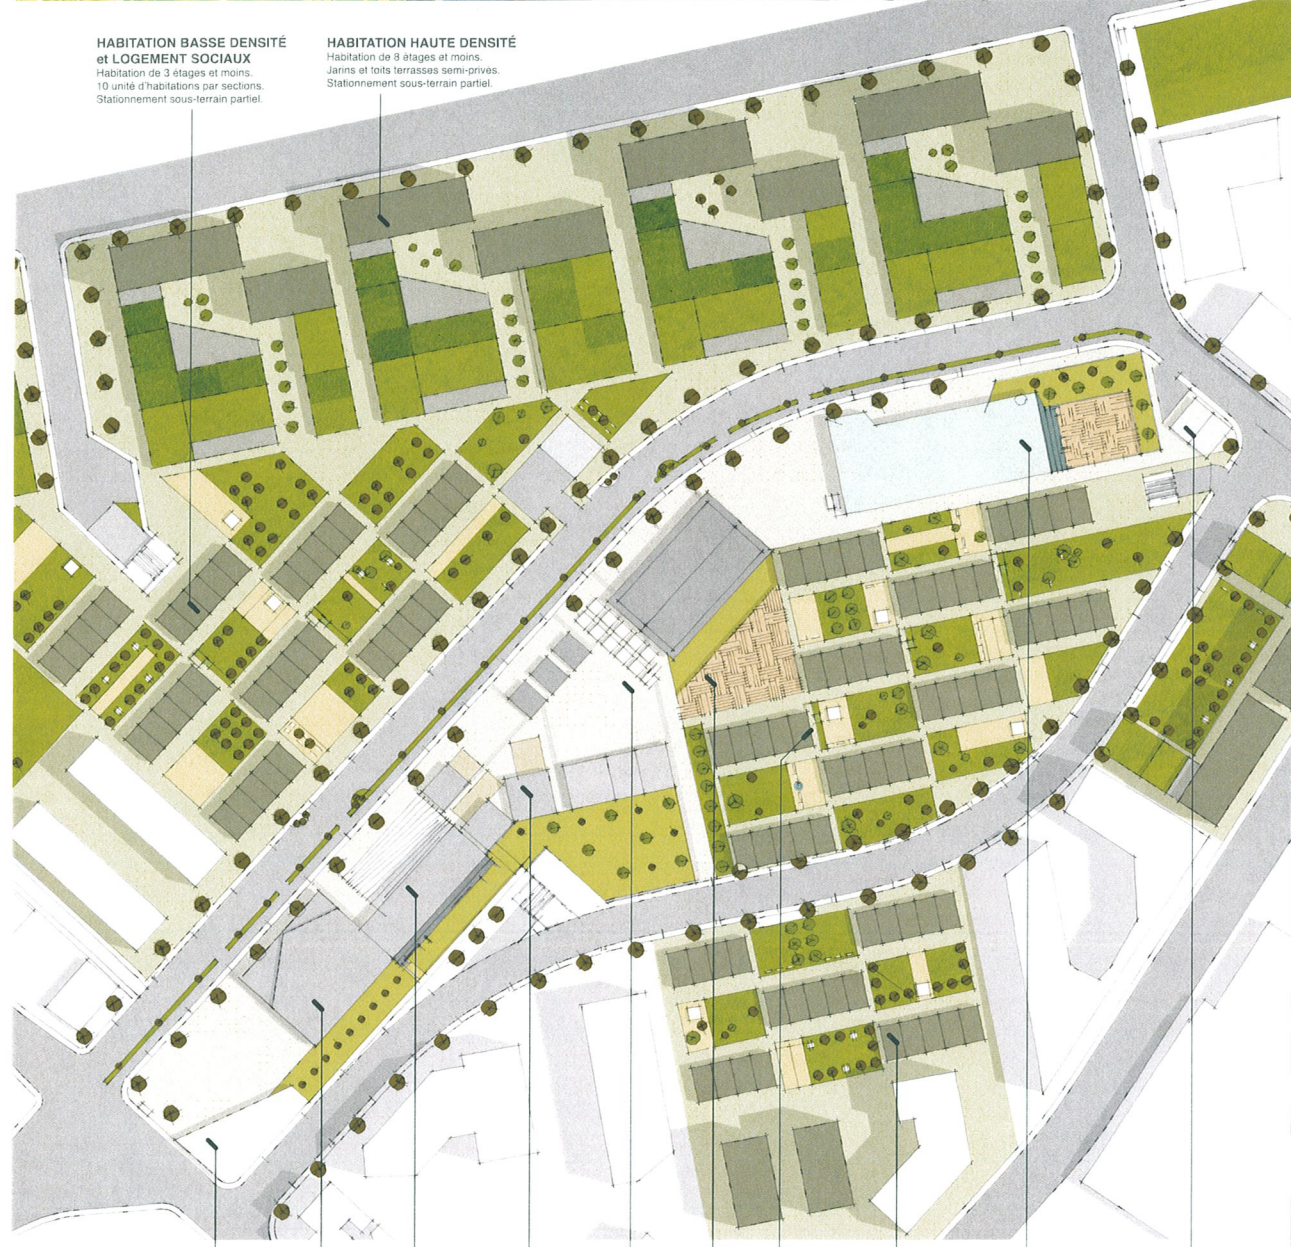 HABITATION BASSE DENSITÉ
et LOGEMENT SOCIAUX
Habitation de 3 étages et moins.
10 unité d'habitations par sections.
Stationnement sous-terrain partiel.
HABITATION HAUTE DENSITÉ
Habitation de 8 étages et moins.
Jarins et toits terrasses semi-privés.
Stationnement sous-terrain partiel.